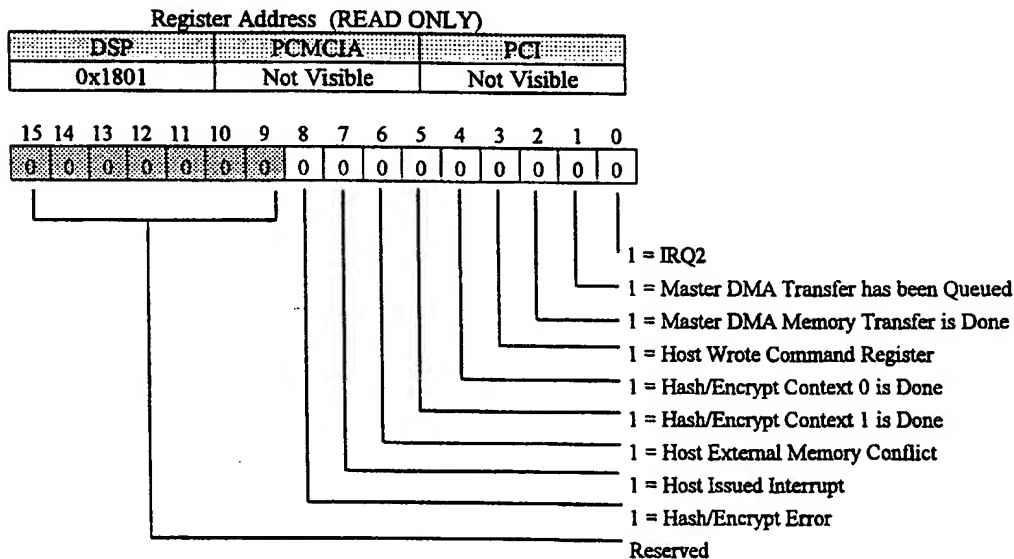 Register Address (READ ONLY)
DSP PCMCIA PCI
0x1801 Not Visible Not Visible
15 14 13 12 11 10 9 8 7 6 5 4 3 2 1 0
0 0 0 0 0 0 0 0 0 0 0 0 0 0 0 0
1 = IRQ2
1 = Master DMA Transfer has been Queued
1 = Master DMA Memory Transfer is Done
1 = Host Wrote Command Register
1 = Hash/Encrypt Context 0 is Done
1 = Hash/Encrypt Context 1 is Done
1 = Host External Memory Conflict
1 = Host Issued Interrupt
1 = Hash/Encrypt Error
Reserved